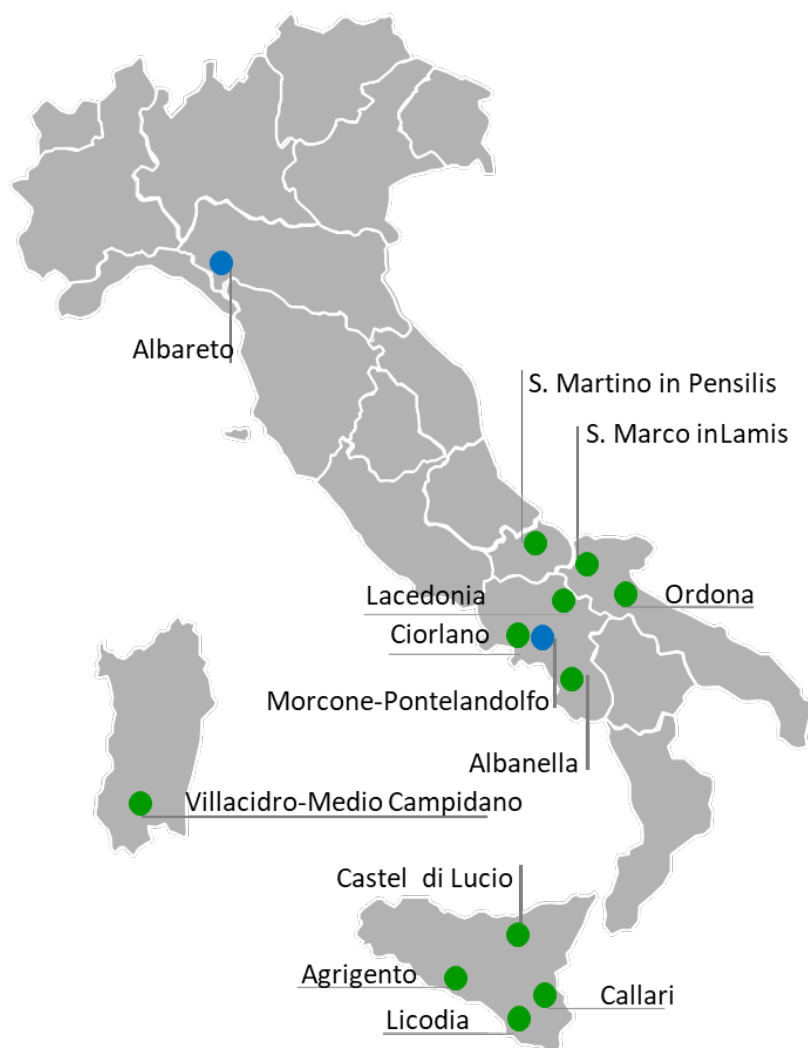 Albareto
S. Martino in Pensilis
S. Marco inLamis
Lacedonia
Ordona
Ciorlano
Morcone-Pontelandolfo
Albanella
Villacidro-Medio Campidano
Castel di Lucio
Agrigento
Callari
Licodia